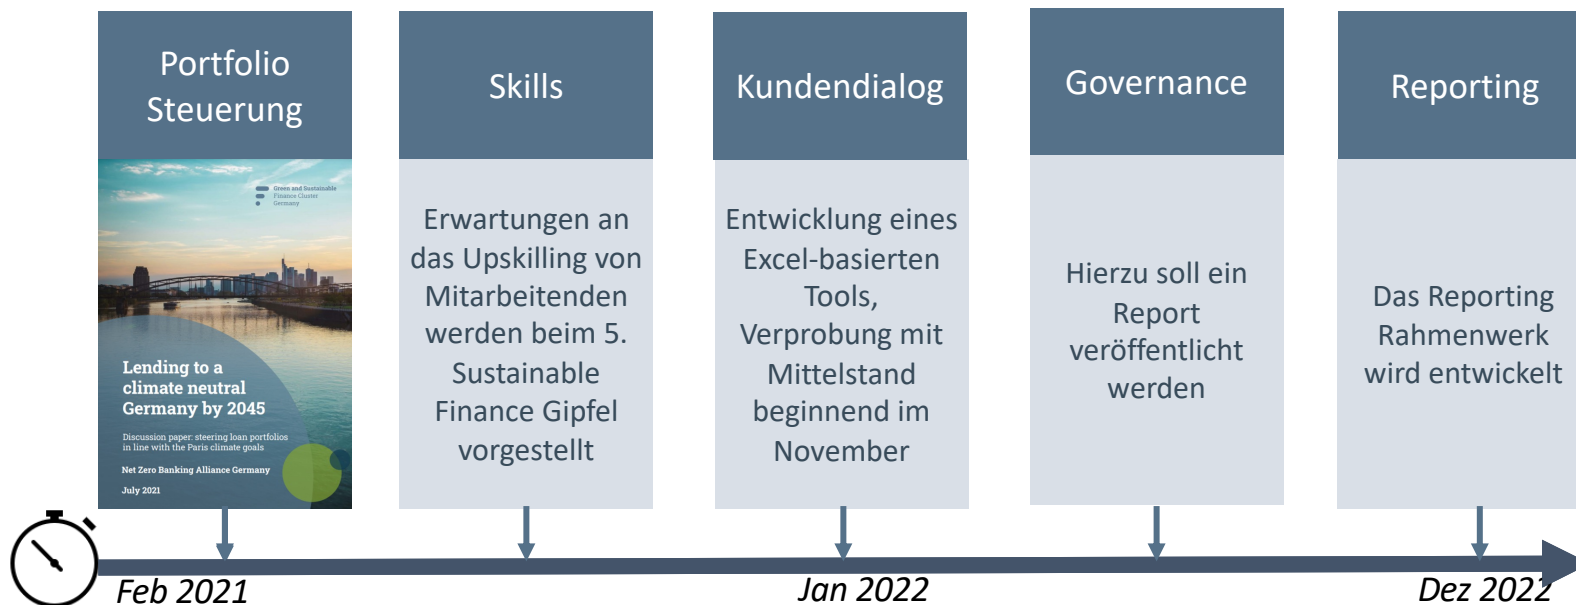 Portfolio
Steuerung
Green and Sustainable
Finance Cluster
Germany
Lending to a
climate neutral
Germany by 2045
Discussion paper: steering loan portfolios
in line with the Paris climate goals
Net Zero Banking Alliance Germany
July 2021
Skills
Erwartungen an
das Upskilling von
Mitarbeitenden
werden beim 5.
Sustainable
Finance Gipfel
vorgestellt
Kundendialog
Entwicklung eines
Excel-basierten
Tools,
Verprobung mit
Mittelstand
beginnend im
November
Governance
Hierzu soll ein
Report
veröffentlicht
werden
Reporting
Das Reporting
Rahmenwerk
wird entwickelt
Feb 2021
Jan 2022
Dez 2022